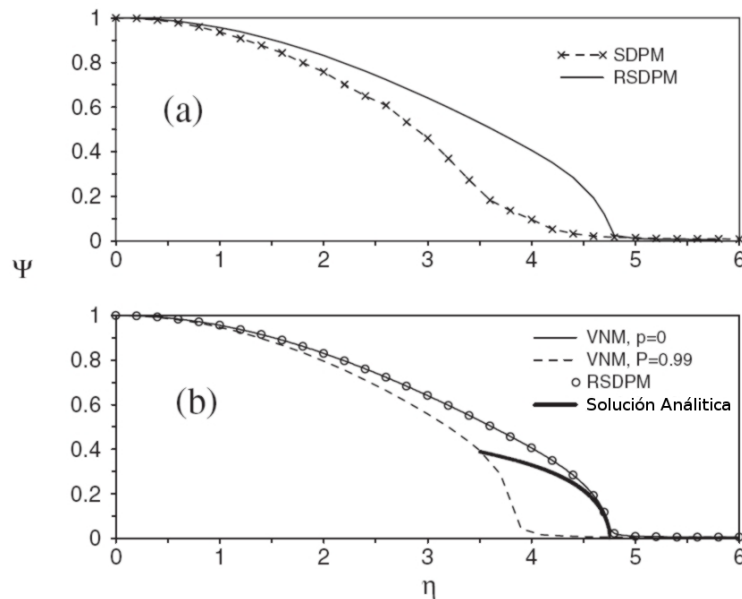 1
0.8
0.6
0.4
0.2
0
(a)
SDPM
RSDPM
0 1 2 3 4 5 6
Ψ
1
0.8
0.6
0.4
0.2
0
(b)
VNM, p=0
VNM, P=0.99
RSDPM
Solución Análitica
0 1 2 3 4 5 6
η